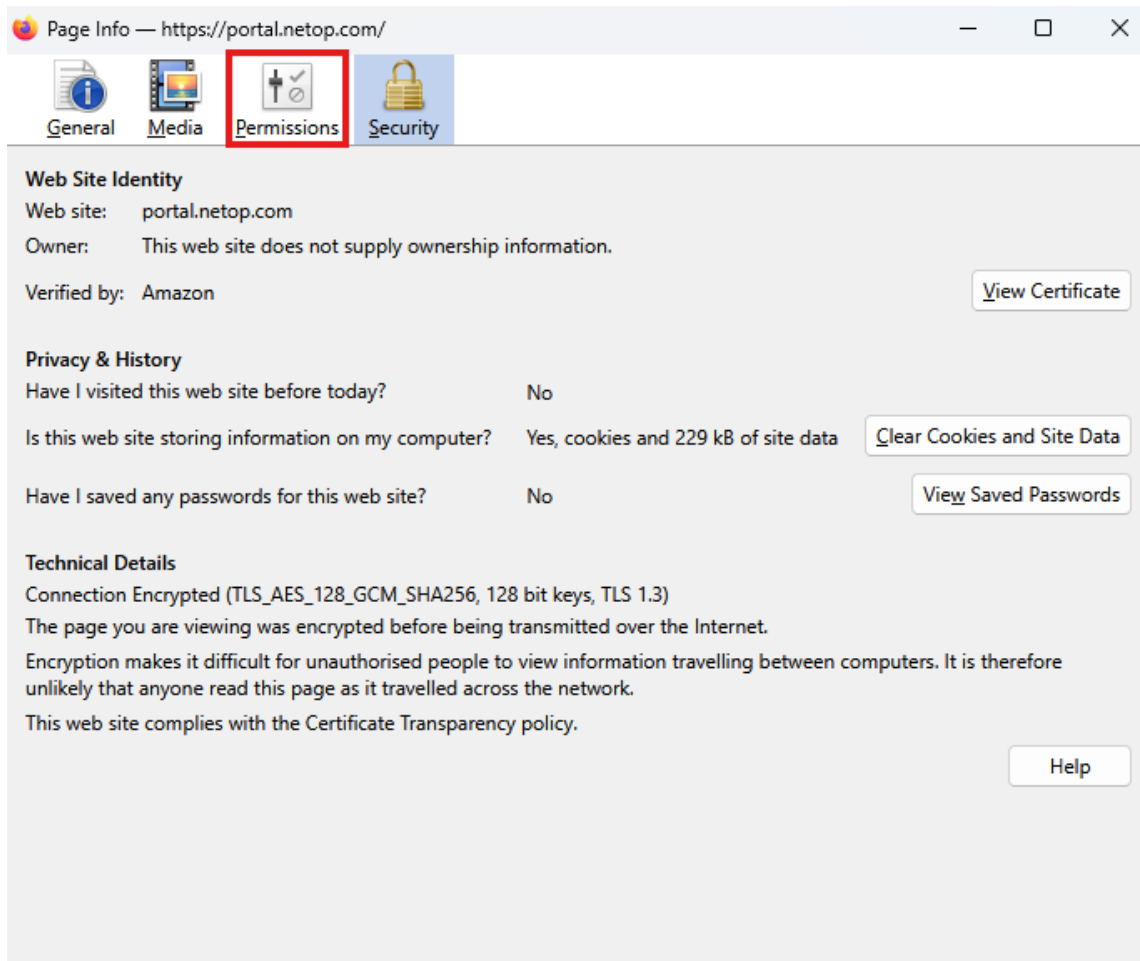 Page Info — https://portal.netop.com/
General Media Permissions Security
Web Site Identity
Web site: portal.netop.com
Owner: This web site does not supply ownership information.
Verified by: Amazon View Certificate
Privacy & History
Have I visited this web site before today? No
Is this web site storing information on my computer? Yes, cookies and 229 kB of site data Clear Cookies and Site Data
Have I saved any passwords for this web site? No View Saved Passwords
Technical Details
Connection Encrypted (TLS_AES_128_GCM_SHA256, 128 bit keys, TLS 1.3)
The page you are viewing was encrypted before being transmitted over the Internet.
Encryption makes it difficult for unauthorised people to view information travelling between computers. It is therefore
unlikely that anyone read this page as it travelled across the network.
This web site complies with the Certificate Transparency policy.
Help